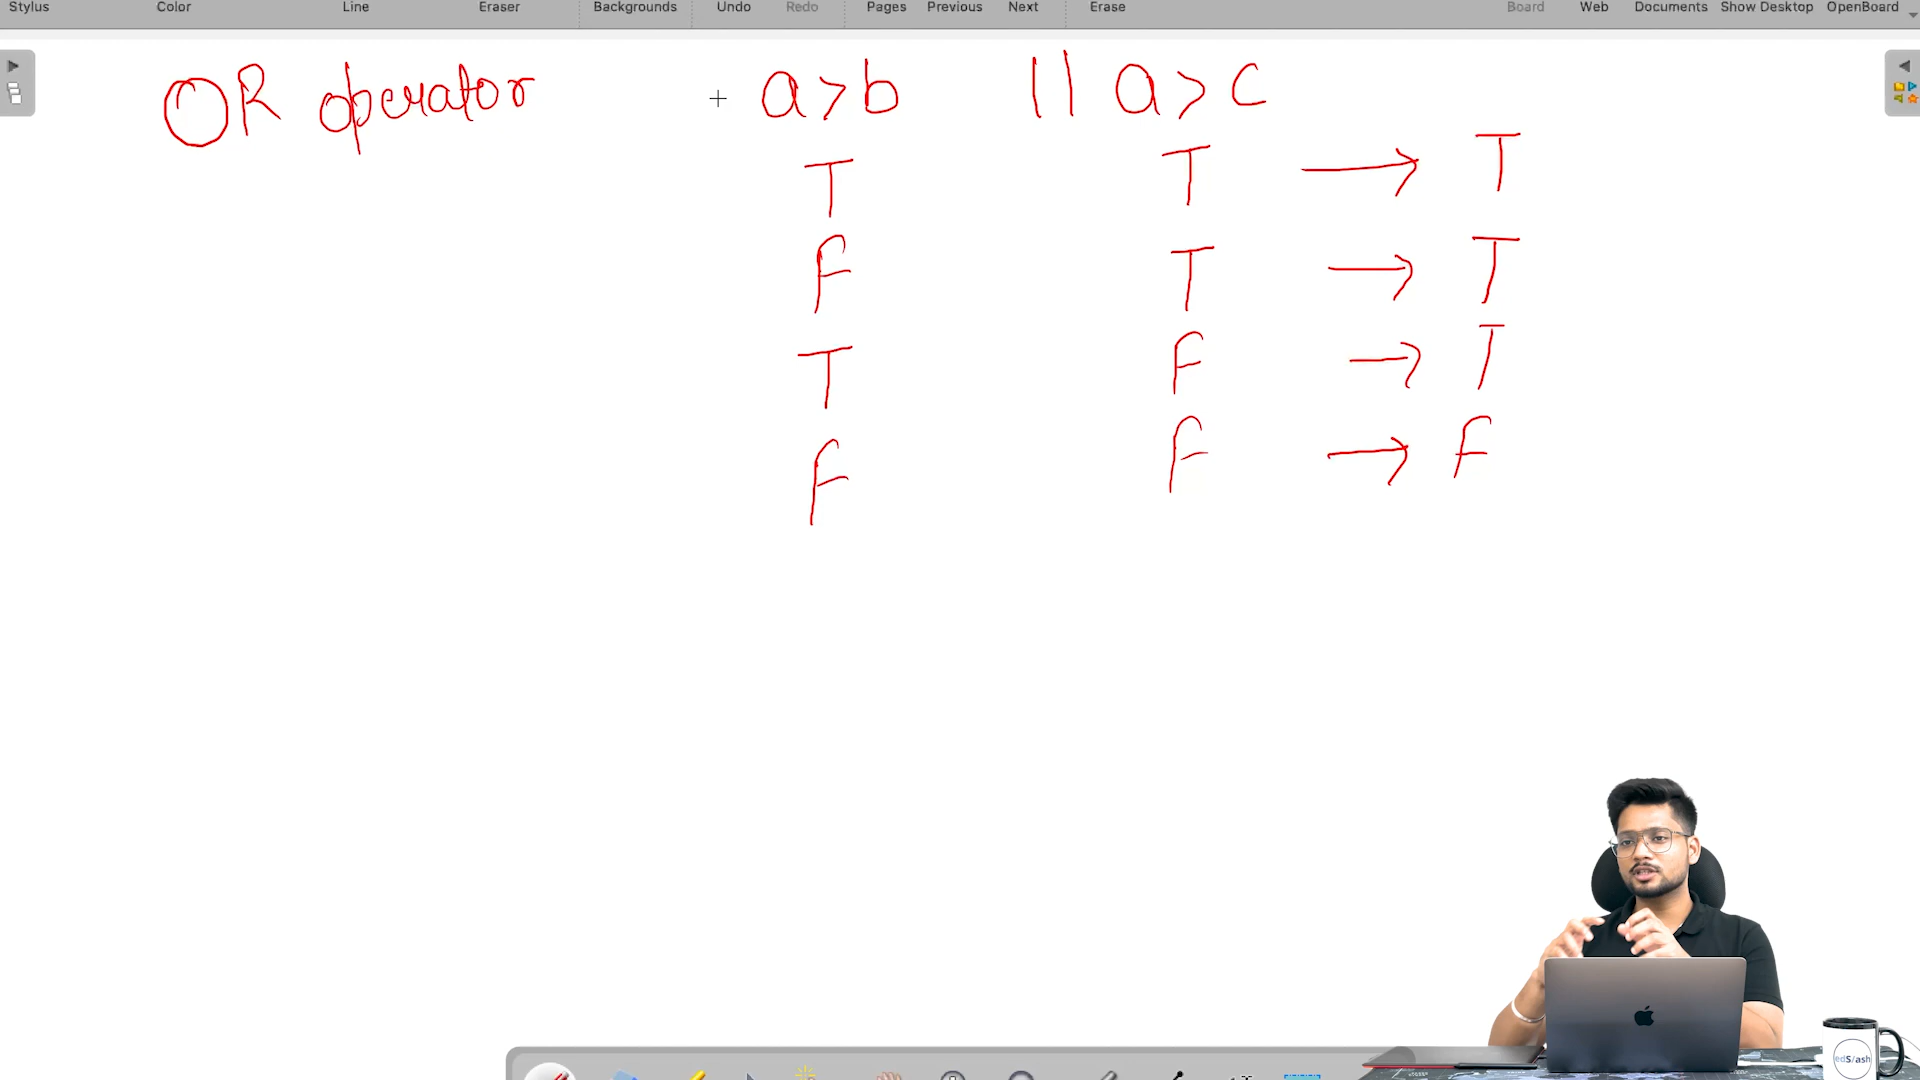 Stylus Color Line Eraser Backgrounds Undo Redo Pages Previous Next Erase Board Web Documents Show Desktop OpenBoard
OR operator a>b || a>c
T T → T
F T → T
T F → T
F F → F
edSlash